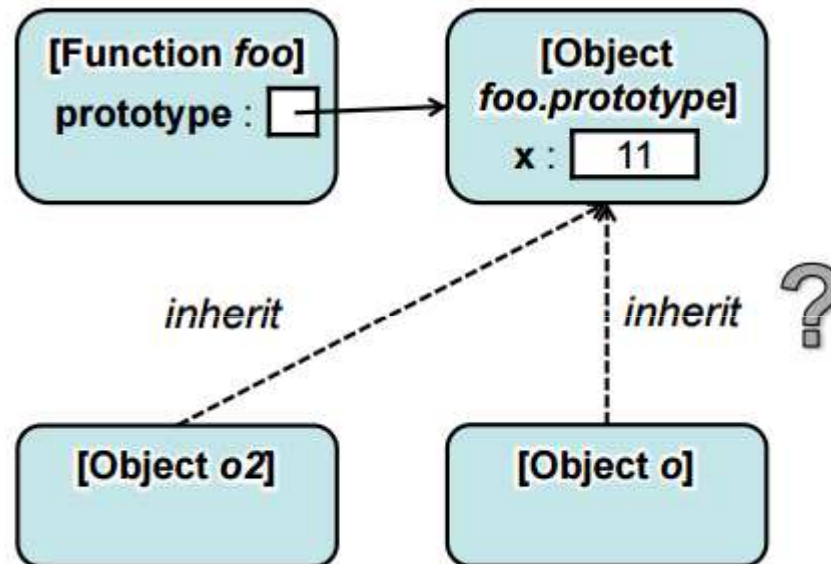 [Function foo]
prototype :
[Object
foo.prototype]
x : 11
inherit
inherit
?
[Object o2]
[Object o]